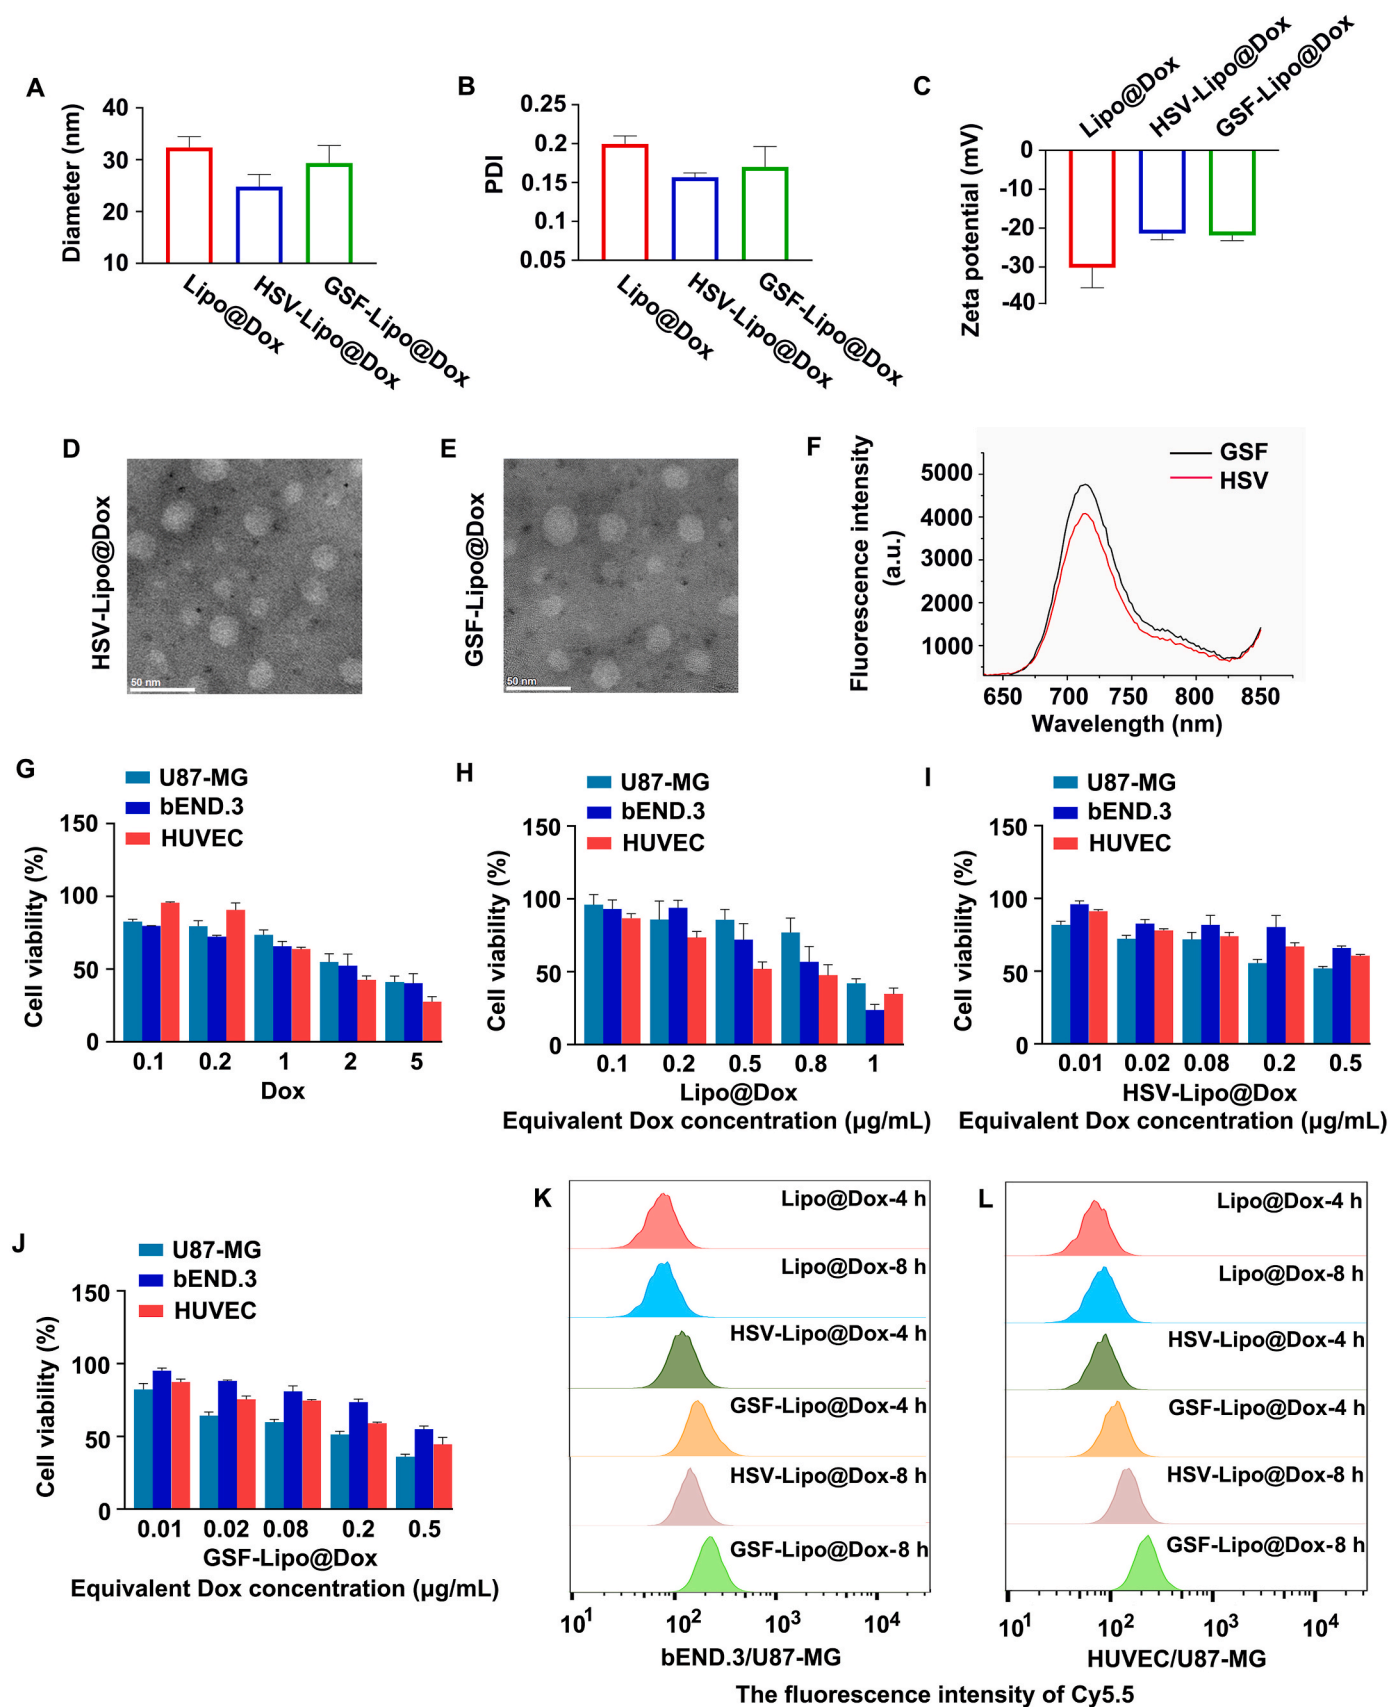 A
Diameter (nm)
40
30
20
10
Lipo@Dox
HSV-Lipo@Dox
GSF-Lipo@Dox
B
PDI
0.25
0.2
0.15
0.1
0.05
Lipo@Dox
HSV-Lipo@Dox
GSF-Lipo@Dox
C
Lipo@Dox
HSV-Lipo@Dox
GSF-Lipo@Dox
Zeta potential (mV)
0
-10
-20
-30
-40
D
HSV-Lipo@Dox
50 nm
E
GSF-Lipo@Dox
50 nm
F
Fluorescence intensity
(a.u.)
5000
4000
3000
2000
1000
GSF
HSV
650 700 750 800 850
Wavelength (nm)
G
U87-MG
bEND.3
HUVEC
Cell viability (%)
150
100
50
0
0.1 0.2 1 2 5
Dox
H
U87-MG
bEND.3
HUVEC
Cell viability (%)
150
100
50
0
0.1 0.2 0.5 0.8 1
Lipo@Dox
Equivalent Dox concentration (µg/mL)
I
U87-MG
bEND.3
HUVEC
Cell viability (%)
150
100
50
0
0.01 0.02 0.08 0.2 0.5
HSV-Lipo@Dox
Equivalent Dox concentration (µg/mL)
J
U87-MG
bEND.3
HUVEC
Cell viability (%)
150
100
50
0
0.01 0.02 0.08 0.2 0.5
GSF-Lipo@Dox
Equivalent Dox concentration (µg/mL)
K
Lipo@Dox-4 h
Lipo@Dox-8 h
HSV-Lipo@Dox-4 h
GSF-Lipo@Dox-4 h
HSV-Lipo@Dox-8 h
GSF-Lipo@Dox-8 h
10¹ 10² 10³ 10⁴
bEND.3/U87-MG
L
Lipo@Dox-4 h
Lipo@Dox-8 h
HSV-Lipo@Dox-4 h
GSF-Lipo@Dox-4 h
HSV-Lipo@Dox-8 h
GSF-Lipo@Dox-8 h
10¹ 10² 10³ 10⁴
HUVEC/U87-MG
The fluorescence intensity of Cy5.5